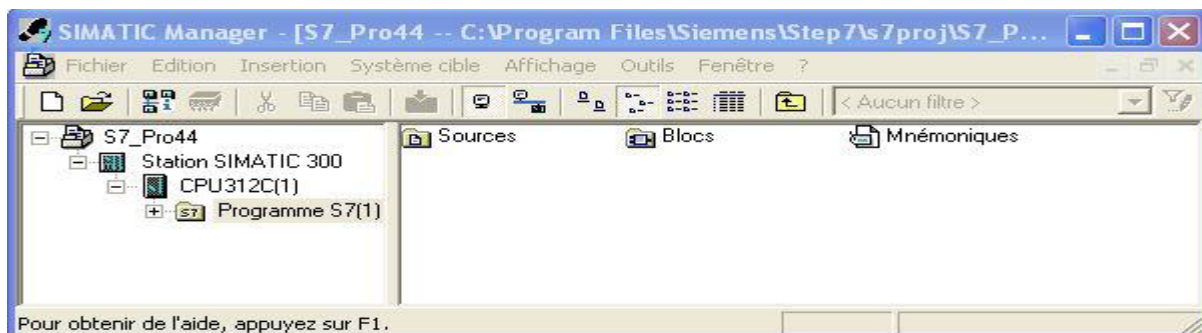 SIMATIC Manager - [S7_Pro44 -- C:\Program Files\Siemens\Step7\s7proj\S7_P...
Fichier Edition Insertion Système cible Affichage Outils Fenêtre ?
< Aucun filtre >
S7_Pro44
Station SIMATIC 300
CPU312C(1)
Programme S7(1)
Sources Blocs Mnémoniques
Pour obtenir de l'aide, appuyez sur F1.